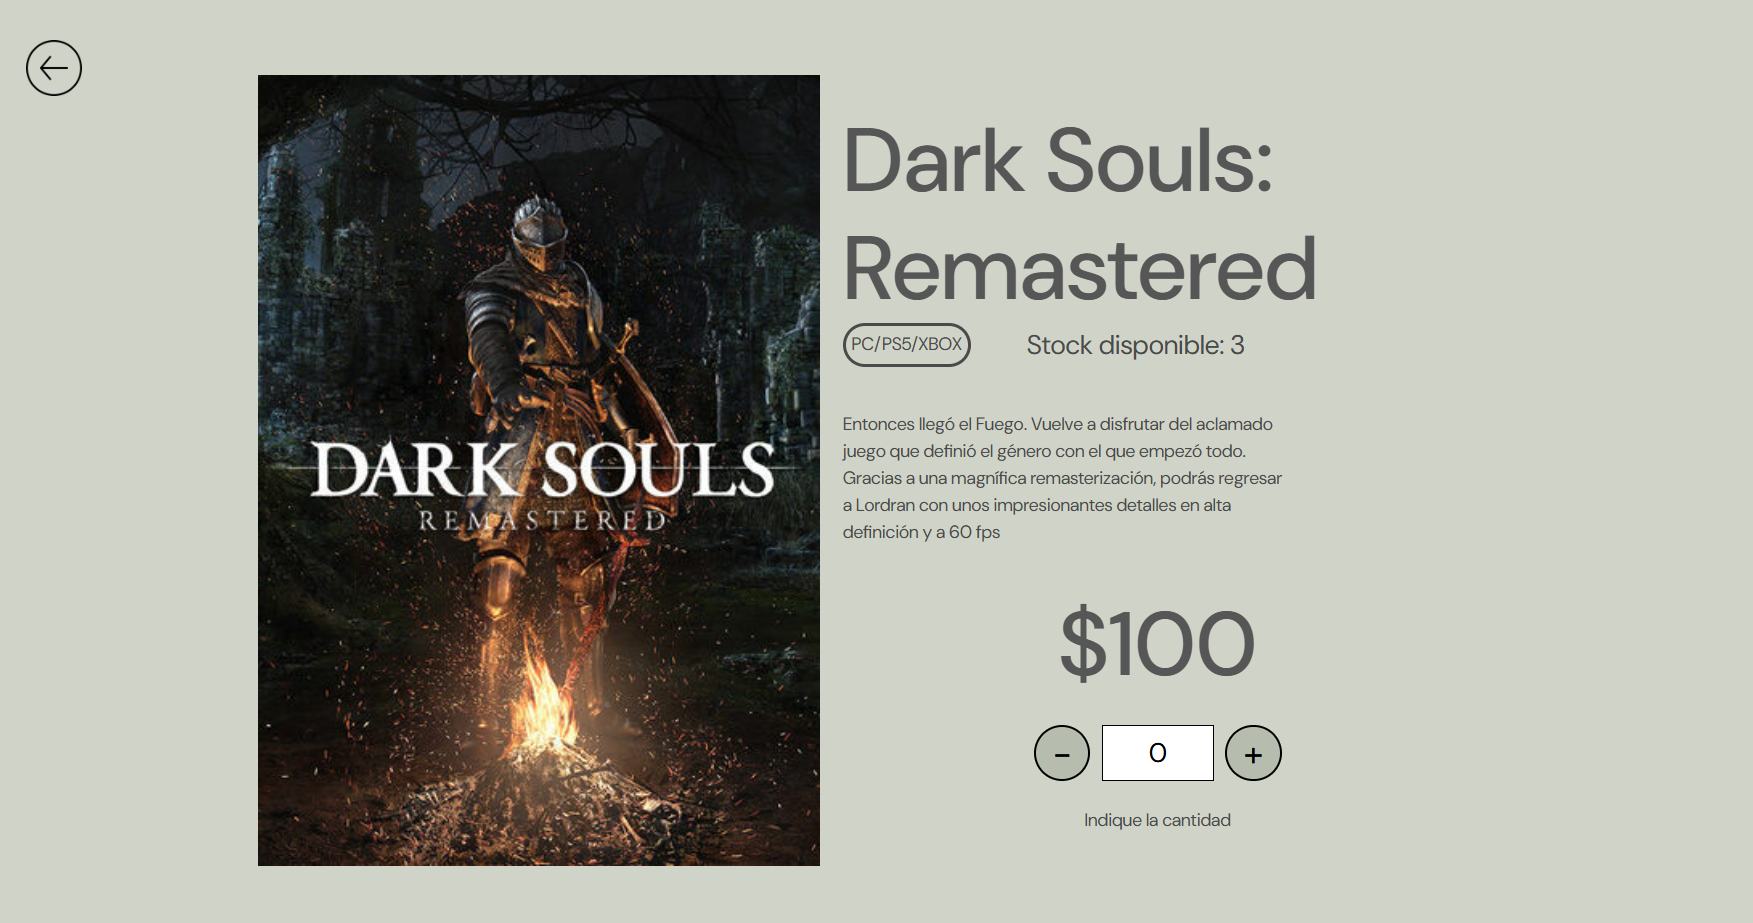 DARK SOULS
REMASTERED
Dark Souls:
Remastered
PC/PS5/XBOX
Stock disponible: 3
Entonces llegó el Fuego. Vuelve a disfrutar del aclamado
juego que definió el género con el que empezó todo.
Gracias a una magnífica remasterización, podrás regresar
a Lordran con unos impresionantes detalles en alta
definición y a 60 fps
$100
- 0 +
Indique la cantidad